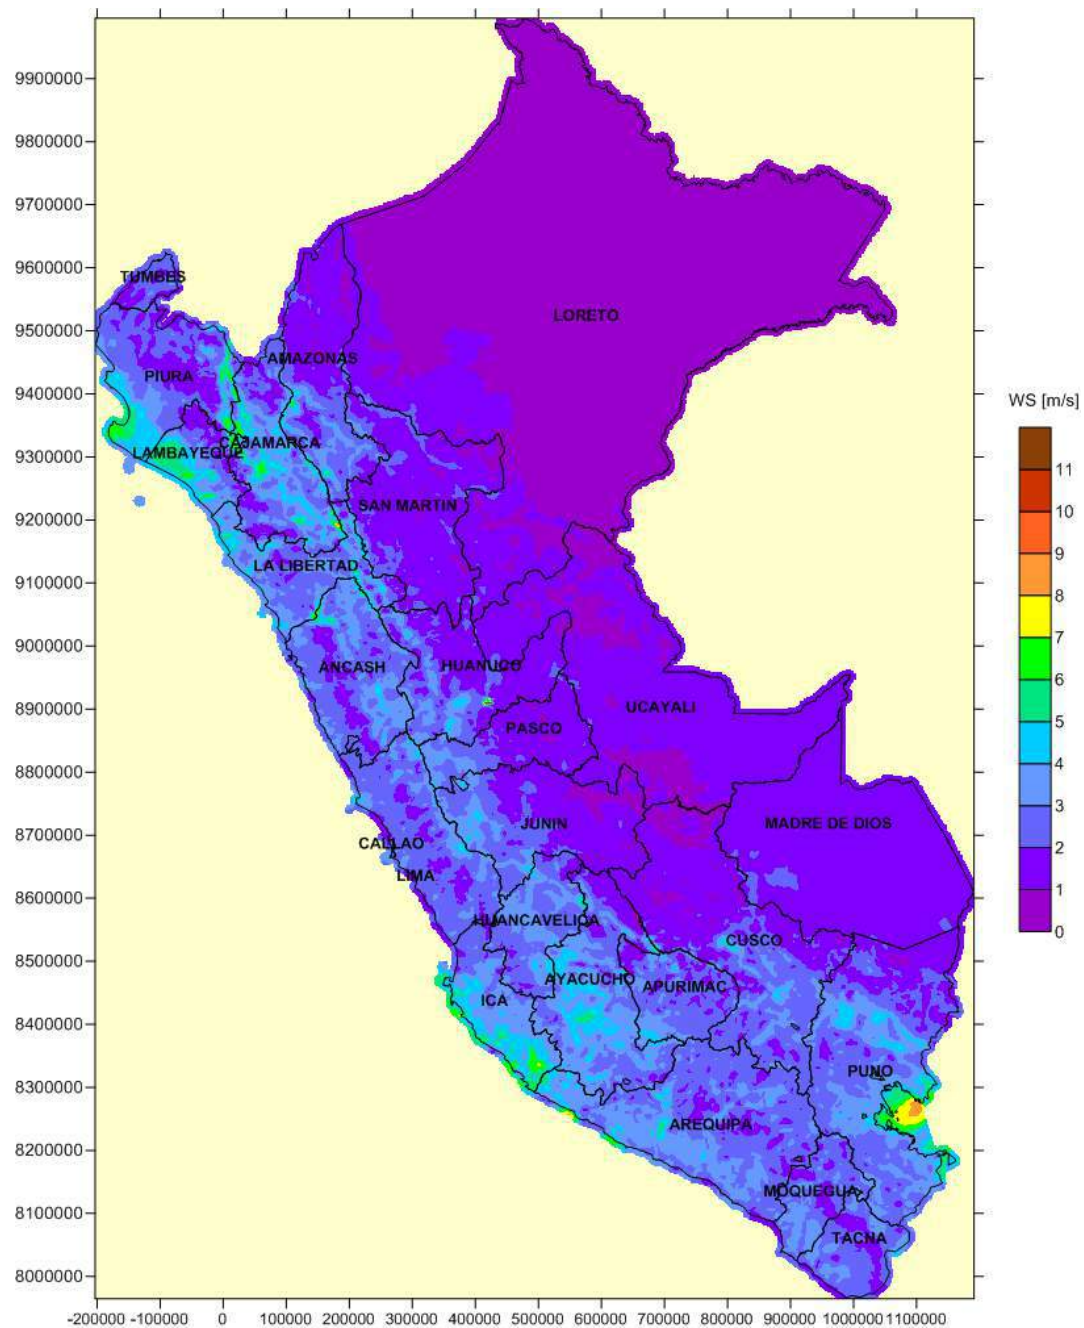 9900000
9800000
9700000
9600000
9500000
9400000
9300000
9200000
9100000
9000000
8900000
8800000
8700000
8600000
8500000
8400000
8300000
8200000
8100000
8000000
TUMBES
LORETO
AMAZONAS
PIURA
CAJAMARCA
LAMBAYEQUE
SAN MARTIN
LA LIBERTAD
ANCASH
HUANUCO
UCAYALI
PASCO
JUNIN
MADRE DE DIOS
CALLAO
LIMA
HUANCAVELICA
CUSCO
AYACUCHO
APURIMAC
ICA
PUNO
AREQUIPA
MOQUEGUA
TACNA
-200000 -100000 0 100000 200000 300000 400000 500000 600000 700000 800000 900000 1000000 1100000
WS [m/s]
11
10
9
8
7
6
5
4
3
2
1
0